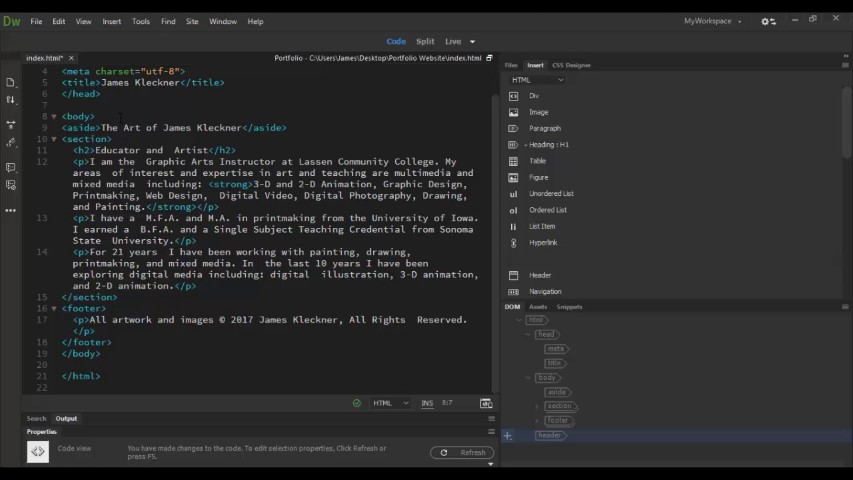 Dw File Edit View Insert Tools Find Site Window Help MyWorkspace
Code Split Live
index.html* x Portfolio - C:\Users\James\Desktop\Portfolio Website\index.html
4 <meta charset="utf-8">
5 <title>James Kleckner</title>
6 </head>
7
8 <body>
9 <aside>The Art of James Kleckner</aside>
10 <section>
11 <h2>Educator and Artist</h2>
12 <p>I am the Graphic Arts Instructor at Lassen Community College. My
areas of interest and expertise in art and teaching are multimedia and
mixed media including: <strong>3-D and 2-D Animation, Graphic Design,
Printmaking, Web Design, Digital Video, Digital Photography, Drawing,
and Painting.</strong></p>
13 <p>I have a M.F.A. and M.A. in printmaking from the University of Iowa.
I earned a B.F.A. and a Single Subject Teaching Credential from Sonoma
State University.</p>
14 <p>For 21 years I have been working with painting, drawing,
printmaking, and mixed media. In the last 10 years I have been
exploring digital media including: digital illustration, 3-D animation,
and 2-D animation.</p>
15 </section>
16 <footer>
17 <p>All artwork and images © 2017 James Kleckner, All Rights Reserved.
</p>
18 </footer>
19 </body>
20
21 </html>
22
HTML INS 8:7
Search Output
Properties
Code view You have made changes to the code. To edit selection properties, Click Refresh or
press F5.
Refresh
Files Insert CSS Designer
HTML
Div
Image
Paragraph
Heading : H1
Table
Figure
ul Unordered List
ol Ordered List
li List Item
Hyperlink
Header
Navigation
DOM Assets Snippets
html
head
meta
title
body
aside
section
footer
header